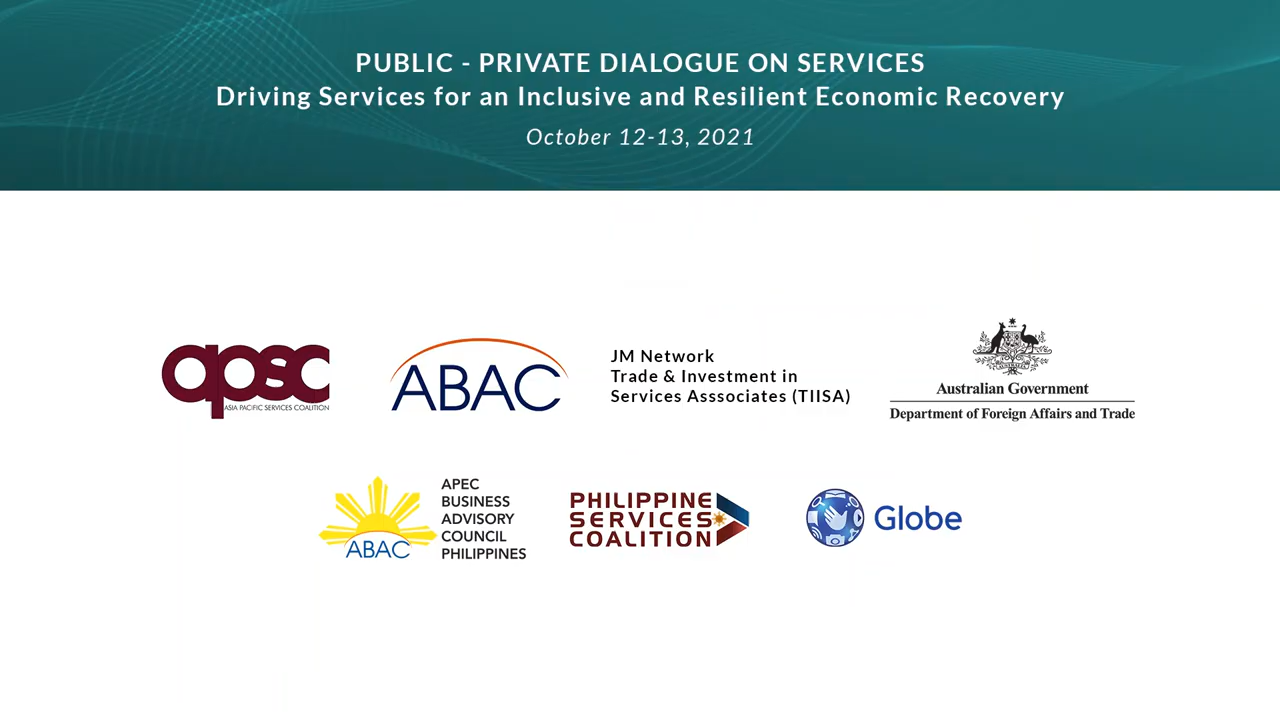 PUBLIC - PRIVATE DIALOGUE ON SERVICES
Driving Services for an Inclusive and Resilient Economic Recovery
October 12-13, 2021
apsc
ASIA PACIFIC SERVICES COALITION
ABAC
JM Network
Trade & Investment in
Services Asssociates (TIISA)
Australian Government
Department of Foreign Affairs and Trade
ABAC
APEC
BUSINESS
ADVISORY
COUNCIL
PHILIPPINES
PHILIPPINE
SERVICES
COALITION
Globe